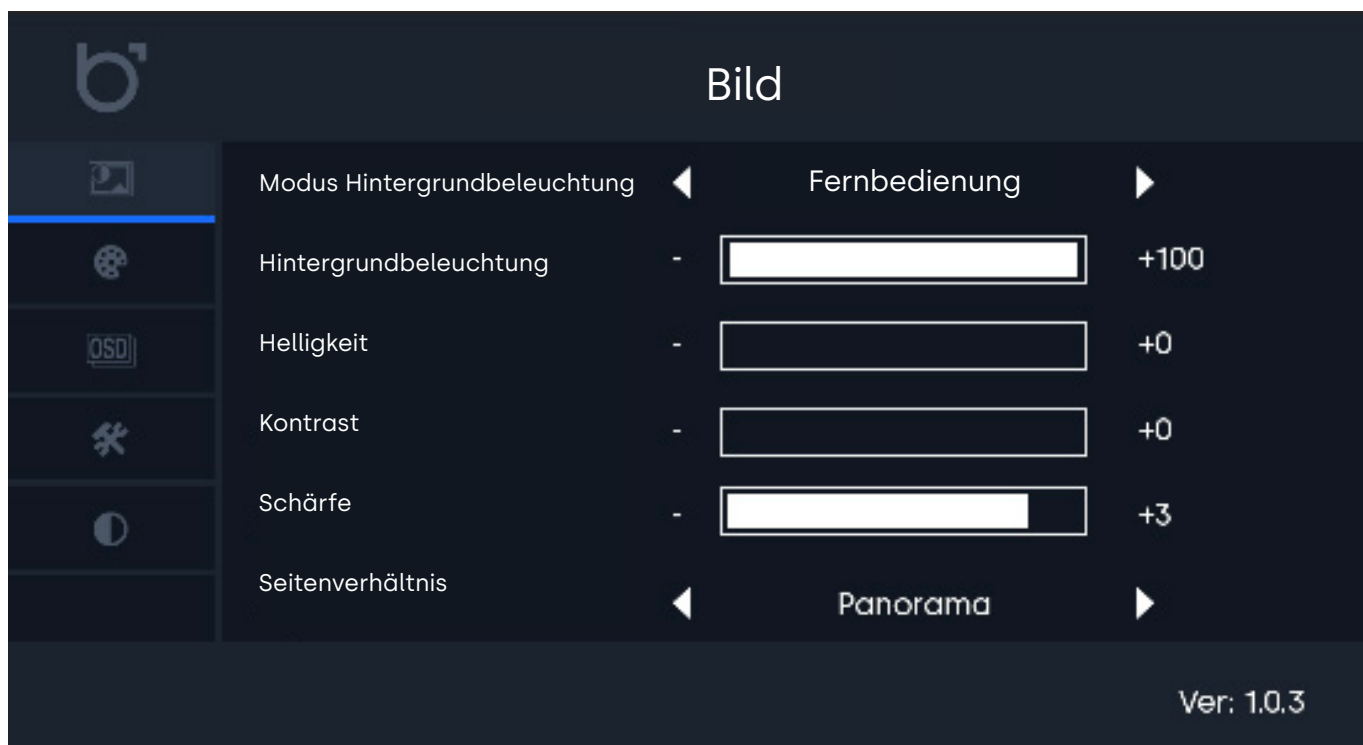 b
Bild
Modus Hintergrundbeleuchtung Fernbedienung
Hintergrundbeleuchtung - +100
OSD
Helligkeit - +0
Kontrast - +0
Schärfe - +3
Seitenverhältnis Panorama
Ver: 1.0.3